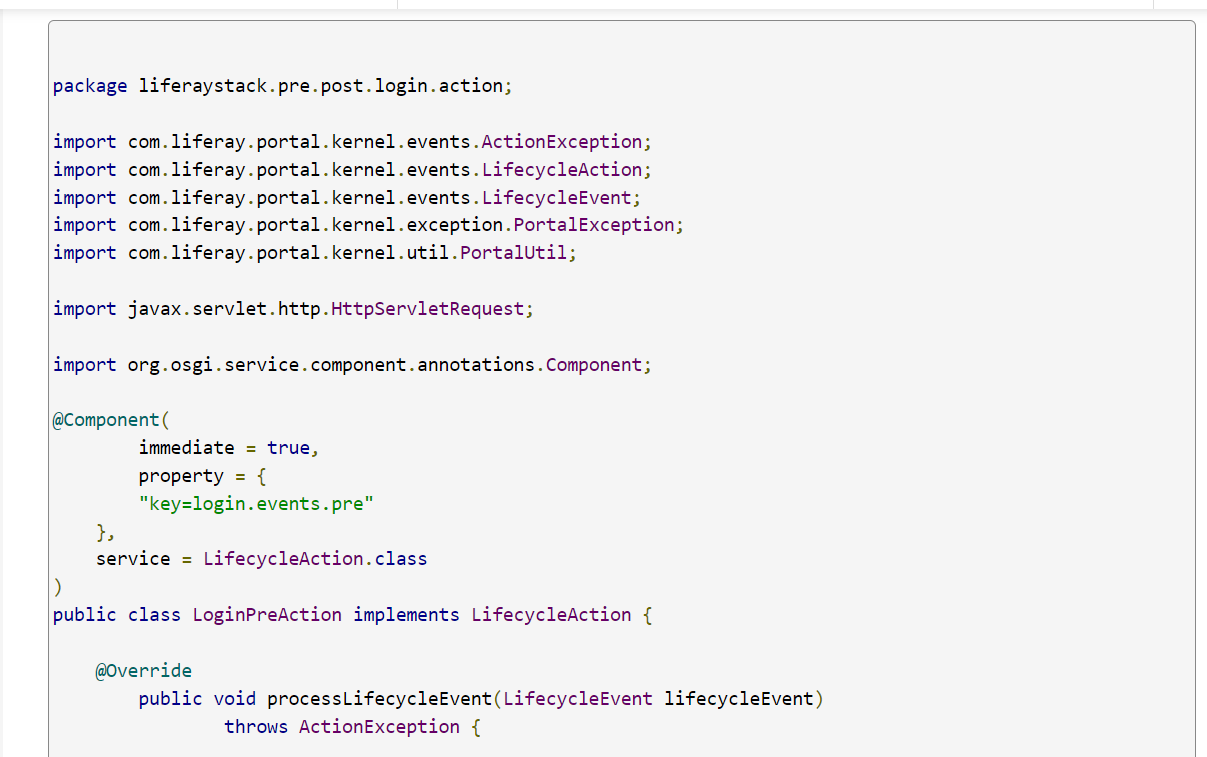 package liferaystack.pre.post.login.action;
import com.liferay.portal.kernel.events.ActionException;
import com.liferay.portal.kernel.events.LifecycleAction;
import com.liferay.portal.kernel.events.LifecycleEvent;
import com.liferay.portal.kernel.exception.PortalException;
import com.liferay.portal.kernel.util.PortalUtil;
import javax.servlet.http.HttpServletRequest;
import org.osgi.service.component.annotations.Component;
@Component(
        immediate = true,
        property = {
        "key=login.events.pre"
    },
    service = LifecycleAction.class
)
public class LoginPreAction implements LifecycleAction {
    @Override
        public void processLifecycleEvent(LifecycleEvent lifecycleEvent)
                throws ActionException {